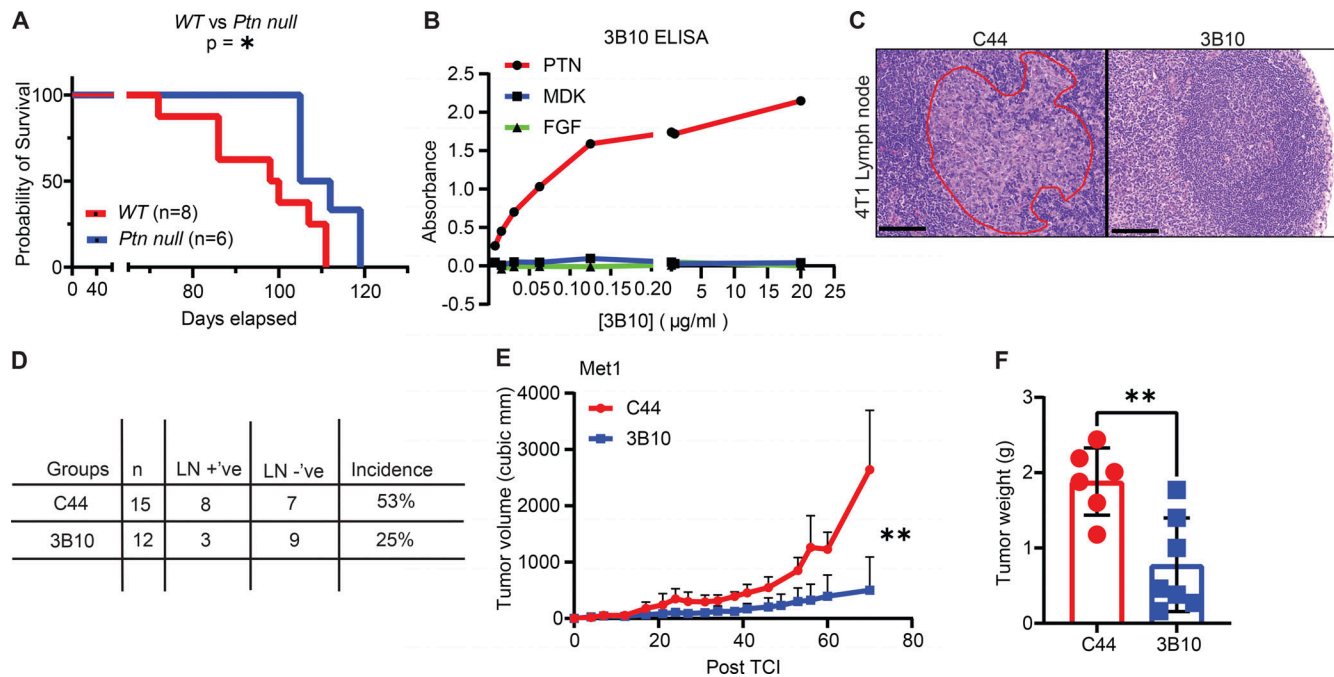 A
WT vs Ptn null
p = *
Probability of Survival
100
50
0
WT (n=8)
Ptn null (n=6)
0 40 80 100 120
Days elapsed
B
3B10 ELISA
Absorbance
2.5
2.0
1.5
1.0
0.5
0.0
-0.5
PTN
MDK
FGF
0.05 0.10 0.15 0.20 5 10 15 20 25
[3B10] ( µg/ml )
C
C44 3B10
4T1 Lymph node
D
Groups n LN +’ve LN -’ve Incidence
C44 15 8 7 53%
3B10 12 3 9 25%
E
Met1
Tumor volume (cubic mm)
4000
3000
2000
1000
0
C44
3B10
**
0 20 40 60 80
Post TCI
F
**
Tumor weight (g)
3
2
1
0
C44 3B10